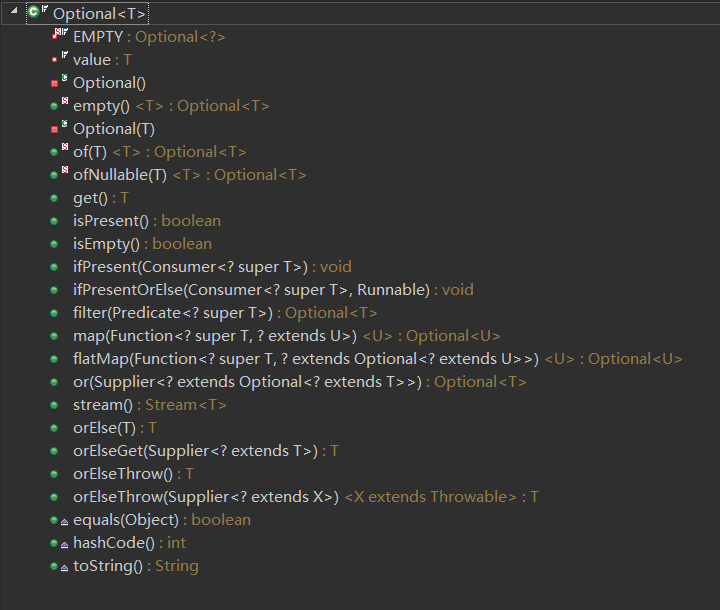 Optional<T>
EMPTY : Optional<?>
value : T
Optional()
empty() <T> : Optional<T>
Optional(T)
of(T) <T> : Optional<T>
ofNullable(T) <T> : Optional<T>
get() : T
isPresent() : boolean
isEmpty() : boolean
ifPresent(Consumer<? super T>) : void
ifPresentOrElse(Consumer<? super T>, Runnable) : void
filter(Predicate<? super T>) : Optional<T>
map(Function<? super T, ? extends U>) <U> : Optional<U>
flatMap(Function<? super T, ? extends Optional<? extends U>>) <U> : Optional<U>
or(Supplier<? extends Optional<? extends T>>) : Optional<T>
stream() : Stream<T>
orElse(T) : T
orElseGet(Supplier<? extends T>) : T
orElseThrow() : T
orElseThrow(Supplier<? extends X>) <X extends Throwable> : T
equals(Object) : boolean
hashCode() : int
toString() : String